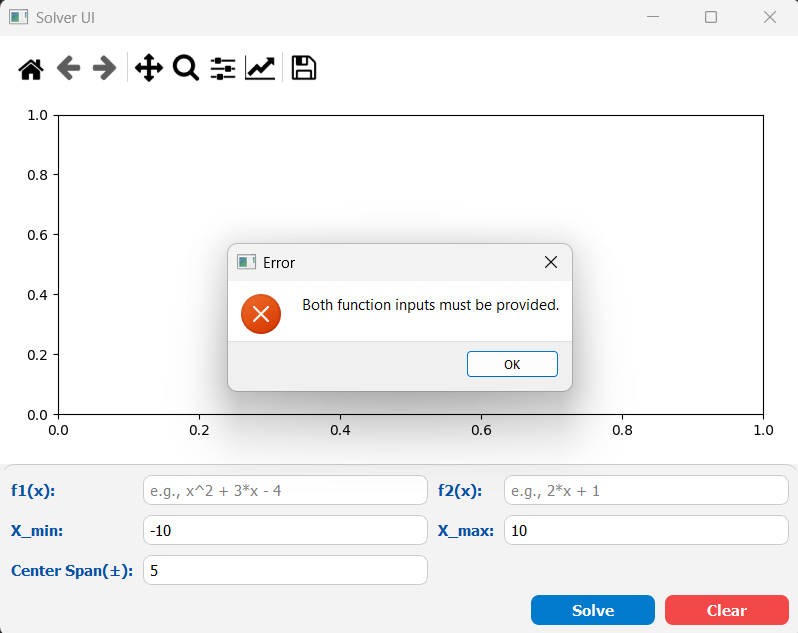 Solver UI
1.0
0.8
0.6
0.4
0.2
0.0
0.0 0.2 0.4 0.6 0.8 1.0
Error
Both function inputs must be provided.
OK
f1(x): e.g., x^2 + 3*x - 4 f2(x): e.g., 2*x + 1
X_min: -10 X_max: 10
Center Span(±): 5
Solve Clear